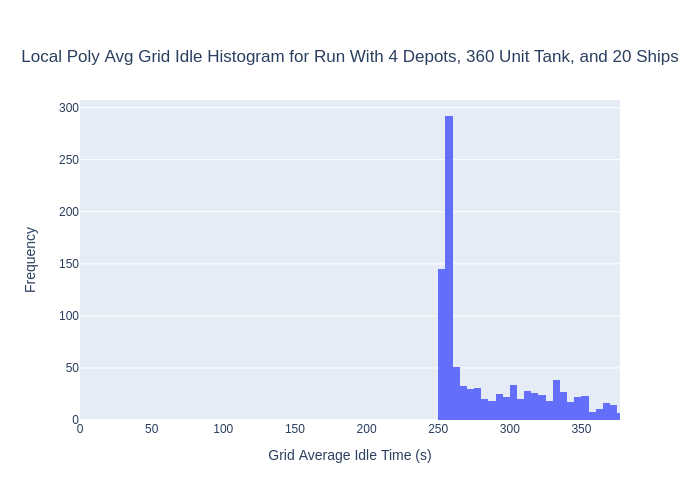 Local Poly Avg Grid Idle Histogram for Run With 4 Depots, 360 Unit Tank, and 20 Ships
300
250
200
150
100
50
0
Frequency
0 50 100 150 200 250 300 350
Grid Average Idle Time (s)